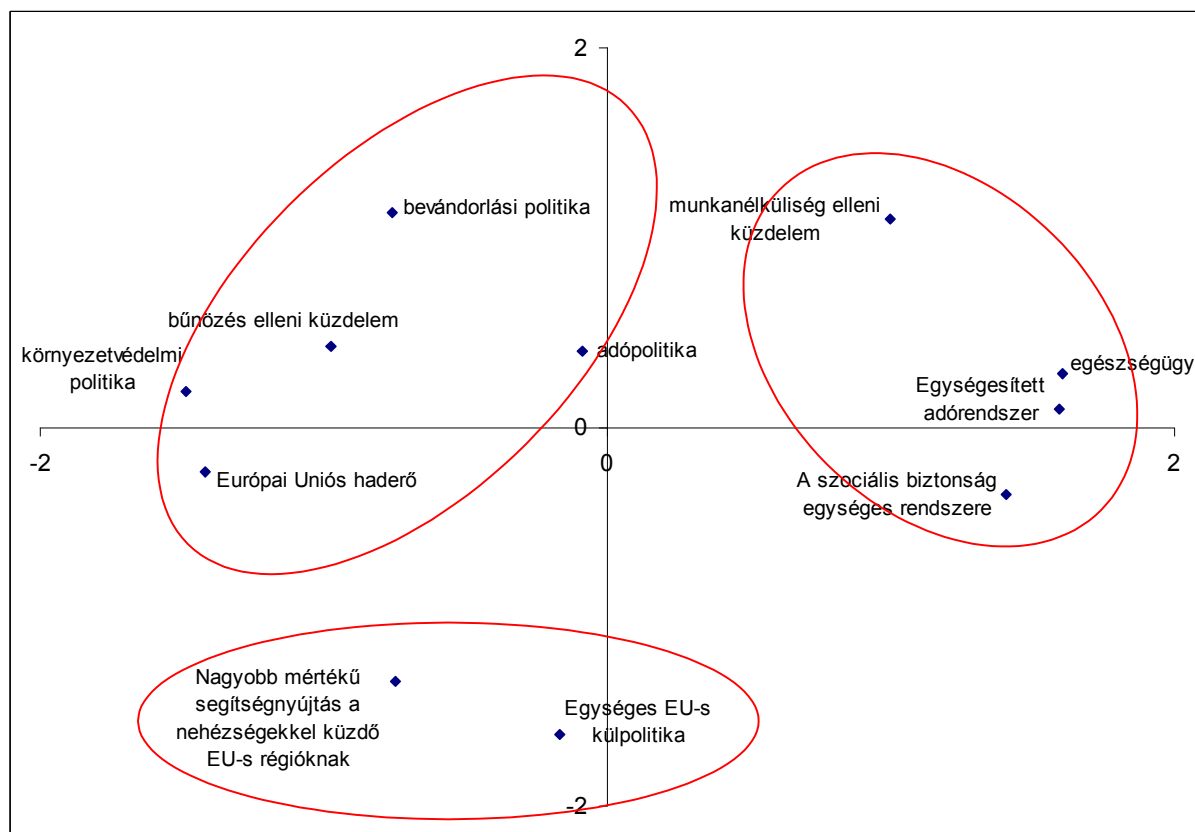 2
bevándorlási politika
munkanélküliség elleni
küzdelem
bűnözés elleni küzdelem
környezetvédelmi
politika
adópolitika
egészségügy
Egységesített
adórendszer
-2
0
0
2
Európai Uniós haderő
A szociális biztonság
egységes rendszere
Nagyobb mértékű
segítségnyújtás a
nehézségekkel küzdő
EU-s régióknak
Egységes EU-s
külpolitika
-2